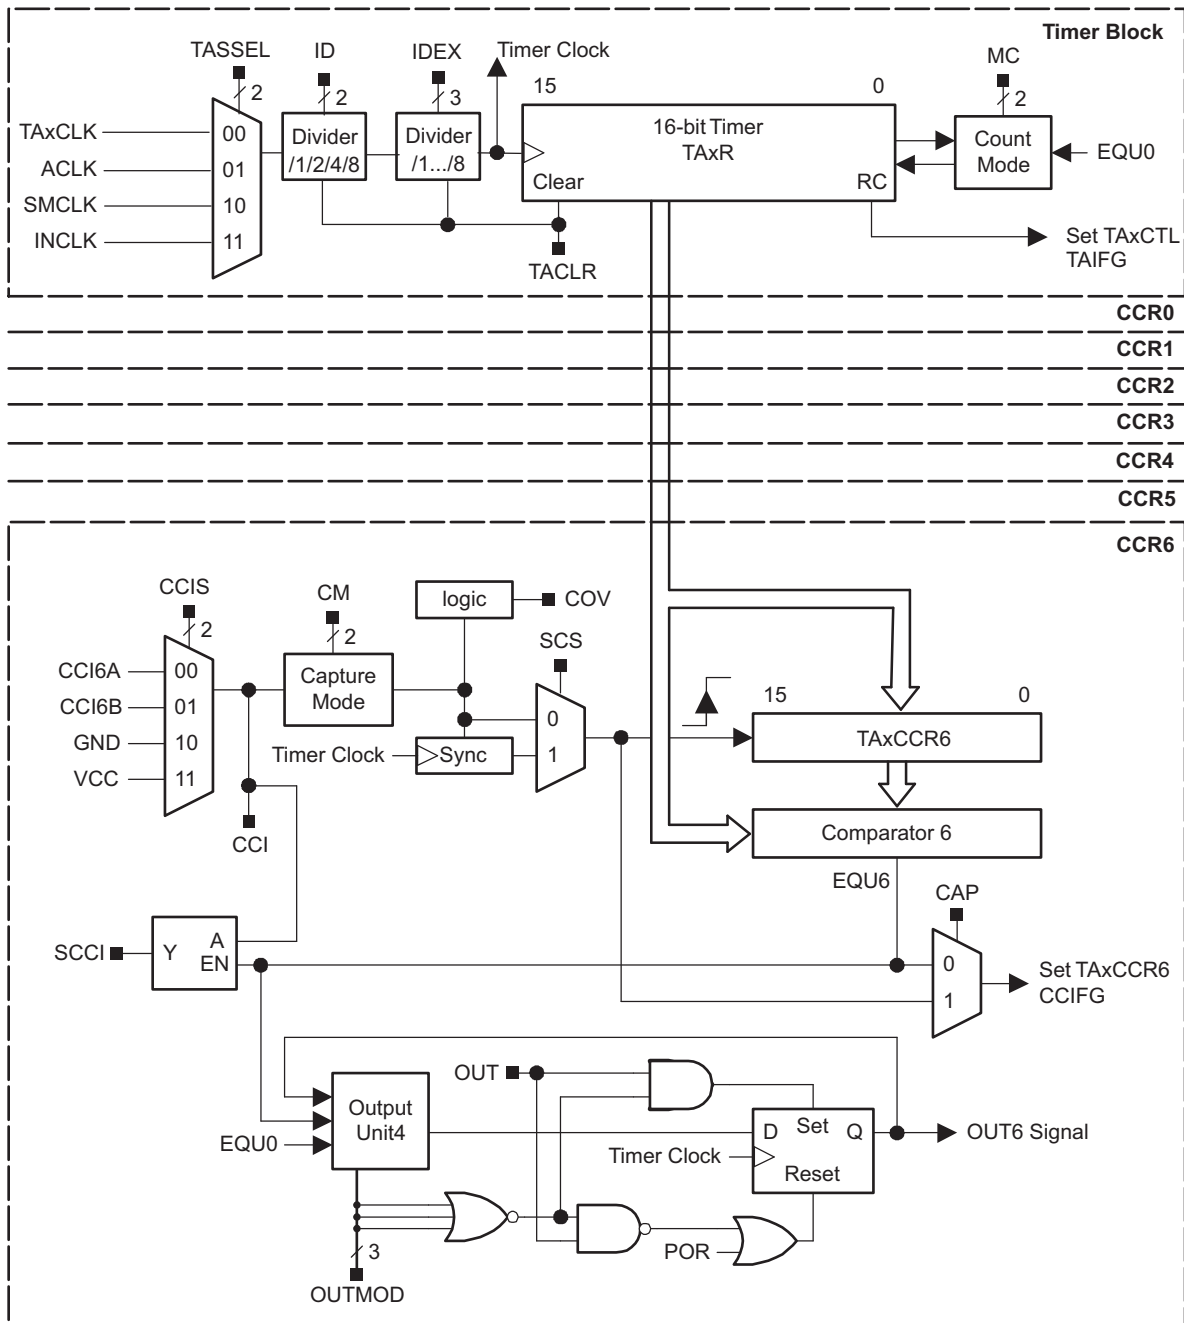 Timer Block
TASSEL
ID
IDEX
Timer Clock
MC
2
2
3
15
0
2
TAxCLK
00
Divider
/1/2/4/8
Divider
/1.../8
16-bit Timer
TAxR
Count
Mode
EQU0
ACLK
01
SMCLK
10
INCLK
11
Clear
RC
TACLR
Set TAxCTL
TAIFG
CCR0
CCR1
CCR2
CCR3
CCR4
CCR5
CCR6
CCIS
CM
logic
COV
2
2
SCS
CCI6A
00
Capture
Mode
CCI6B
01
GND
10
VCC
11
15
0
0
1
Timer Clock
Sync
TAxCCR6
CCI
Comparator 6
EQU6
CAP
SCCI
Y
A
EN
0
1
Set TAxCCR6
CCIFG
OUT
Output
Unit4
EQU0
D
Set
Q
Reset
Timer Clock
OUT6 Signal
POR
3
OUTMOD